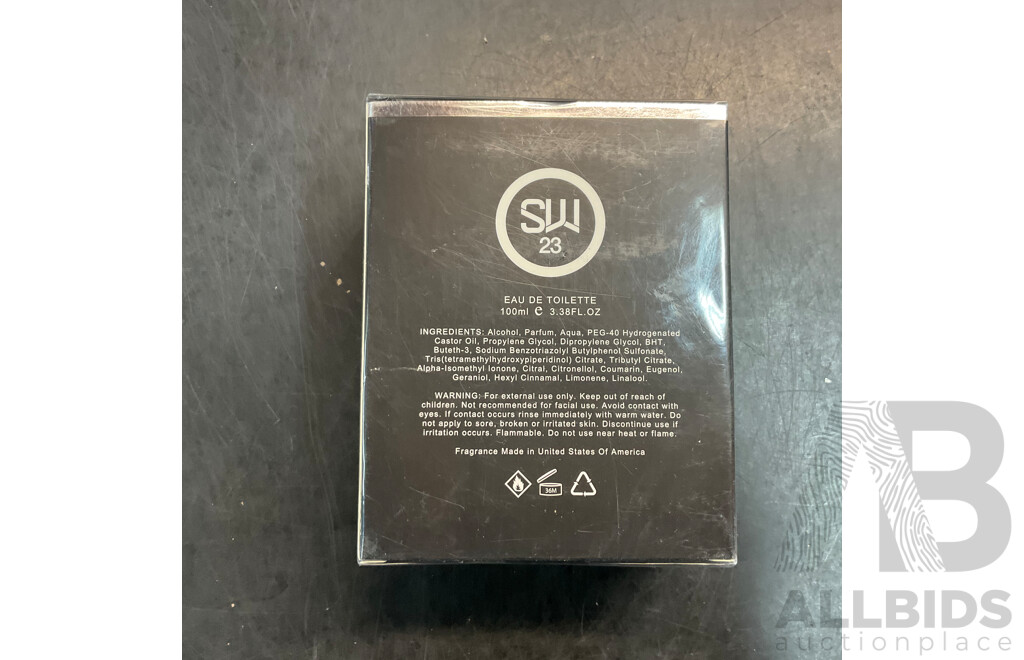 SW
23
EAU DE TOILETTE
100ml e 3.38FL.OZ
INGREDIENTS: Alcohol, Parfum, Aqua, PEG-40 Hydrogenated
Castor Oil, Propylene Glycol, Dipropylene Glycol, BHT,
Buteth-3, Sodium Benzotriazolyl Butylphenol Sulfonate,
Tris(tetramethylhydroxypiperidinol) Citrate, Tributyl Citrate,
Alpha-Isomethyl Ionone, Citral, Citronellol, Coumarin, Eugenol,
Geraniol, Hexyl Cinnamal, Limonene, Linalool.
WARNING: For external use only. Keep out of reach of
children. Not recommended for facial use. Avoid contact with
eyes. If contact occurs rinse immediately with warm water. Do
not apply to sore, broken or irritated skin. Discontinue use if
irritation occurs. Flammable. Do not use near heat or flame.
Fragrance Made in United States Of America
36M
AB
ALLBIDS
auctionplace